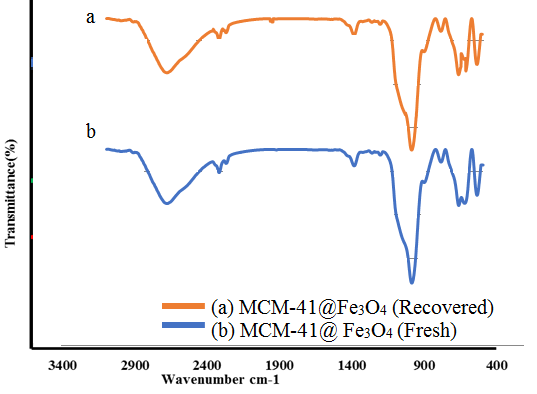 a
b
Transmittance(%)
(a) MCM-41@Fe₃O₄ (Recovered)
(b) MCM-41@ Fe₃O₄ (Fresh)
3400 2900 2400 1900 1400 900 400
Wavenumber cm-1